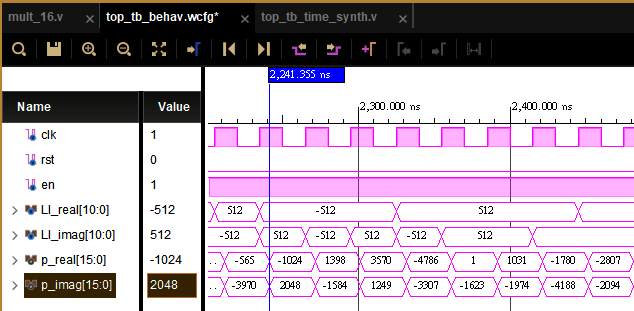 mult_16.v × top_tb_behav.wcfg* × top_tb_time_synth.v ×
2,241.355 ns
2,300.000 ns 2,400.000 ns
Name Value
clk 1
rst 0
en 1
LI_real[10:0] -512 512 -512 512
LI_imag[10:0] 512 -512 512 -512 512 -512 512
p_real[15:0] -1024 .. -565 -1024 1398 3570 -4786 1 1031 -1780 -2807
p_imag[15:0] 2048 .. -3970 2048 -1584 1249 -3307 -1623 -1974 -4188 -2094